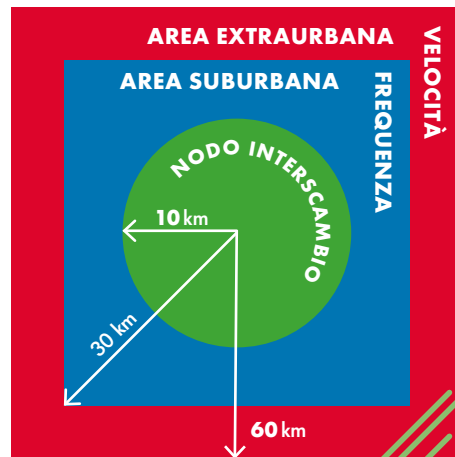 AREA EXTRAURBANA
VELOCITÀ
AREA SUBURBANA
FREQUENZA
NODO INTERSCAMBIO
10 km
30 km
60 km